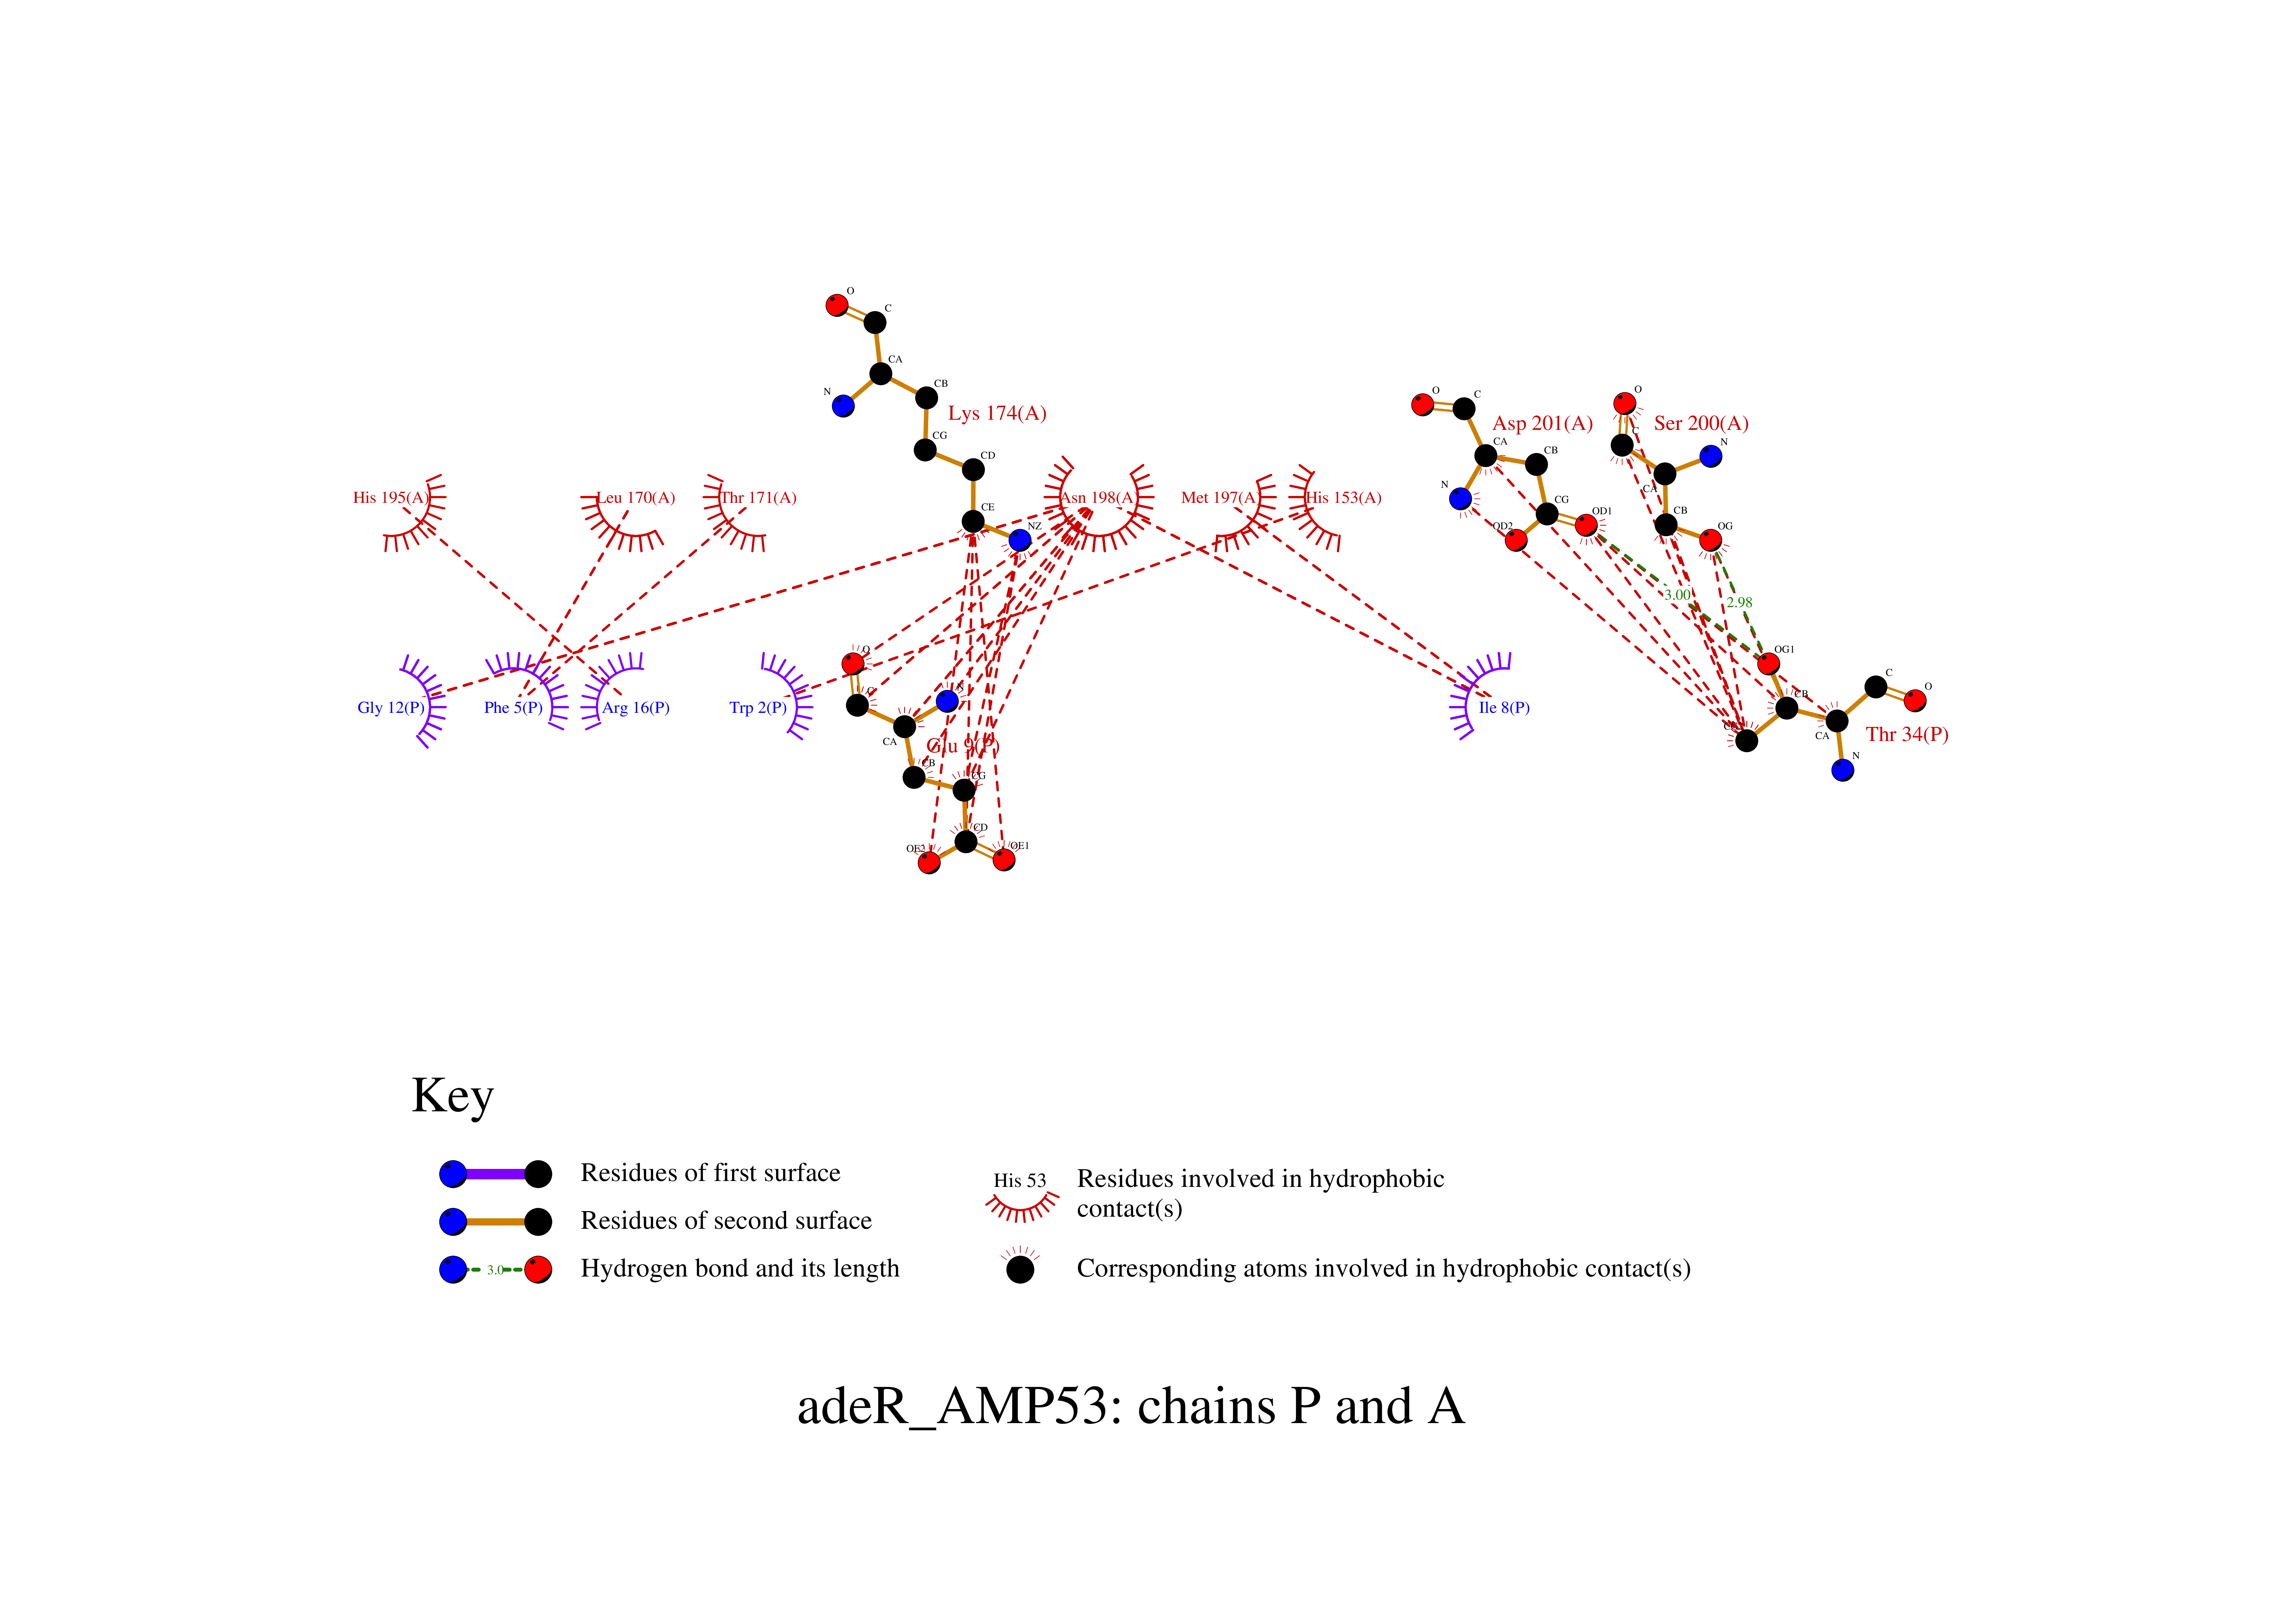 O
C
CA
CB
N
Lys 174(A)
CG
CD
CE
NZ
O
C
Asp 201(A)
CA
CB
N
CG
OD1
OD2
O
C
Ser 200(A)
N
CA
CB
OG
His 195(A)
Leu 170(A)
Thr 171(A)
Asn 198(A)
Met 197(A)
His 153(A)
3.00
2.98
Gly 12(P)
Phe 5(P)
Arg 16(P)
Trp 2(P)
Ile 8(P)
O
C
N
CA
Glu 9(P)
CB
CG
CD
OE2
OE1
OG1
CB
C
O
CA
Thr 34(P)
N
Key
Residues of first surface
Residues of second surface
3.0
Hydrogen bond and its length
His 53
Residues involved in hydrophobic
contact(s)
Corresponding atoms involved in hydrophobic contact(s)
adeR_AMP53: chains P and A